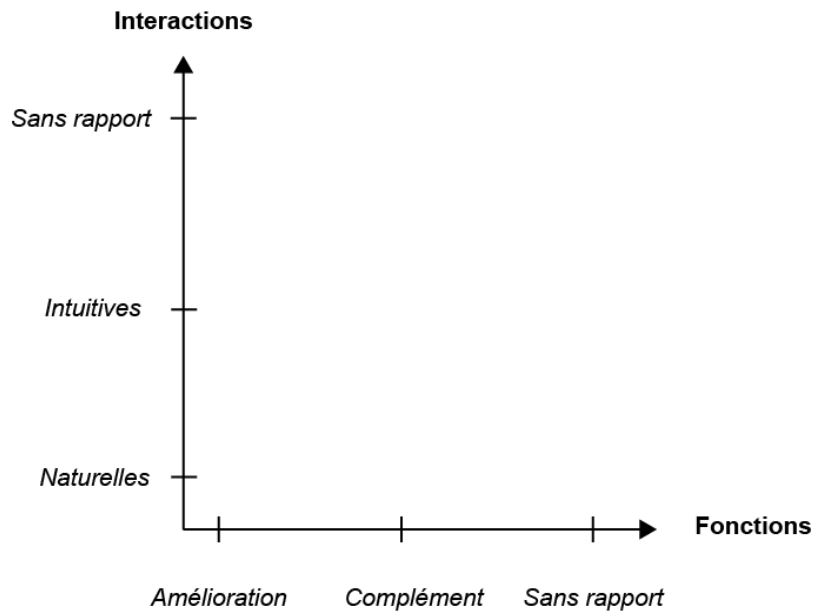 Interactions
Sans rapport
Intuitives
Naturelles
Fonctions
Amélioration Complément Sans rapport